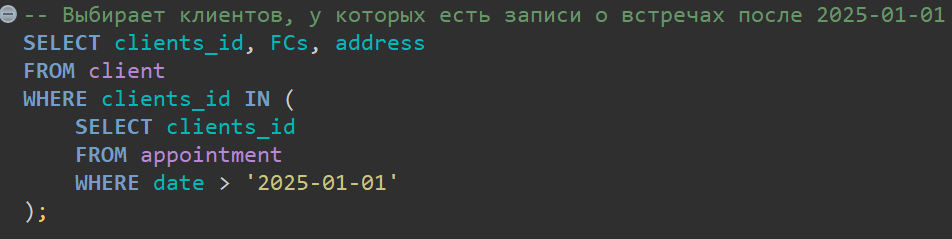 -- Выбирает клиентов, у которых есть записи о встречах после 2025-01-01
SELECT clients_id, FCs, address
FROM client
WHERE clients_id IN (
    SELECT clients_id
    FROM appointment
    WHERE date > '2025-01-01'
);